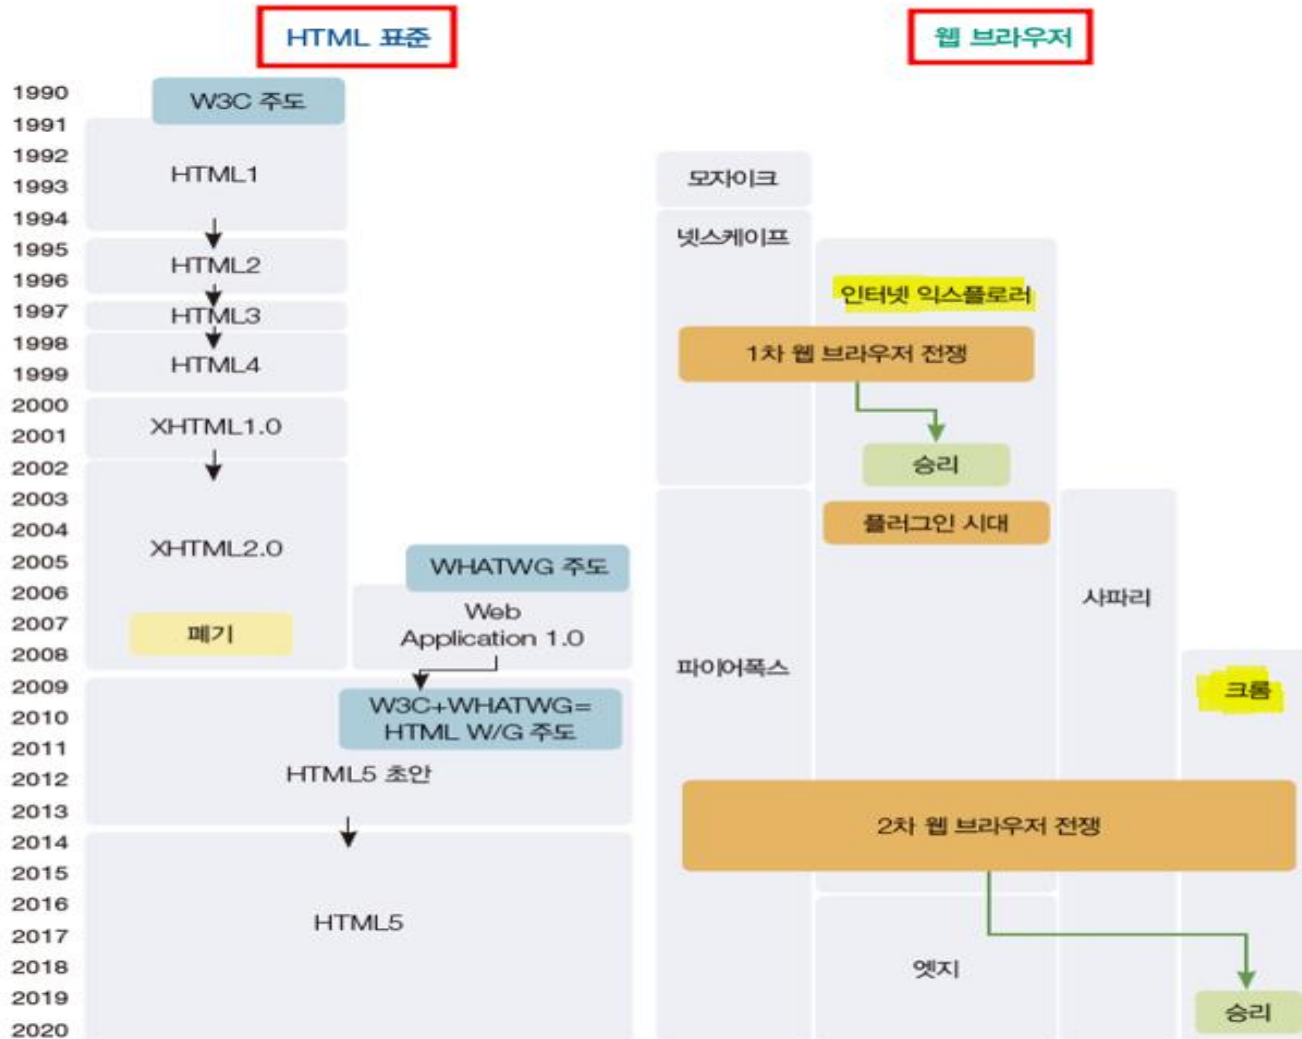 HTML 표준
웹 브라우저
1990
1991
1992
1993
1994
1995
1996
1997
1998
1999
2000
2001
2002
2003
2004
2005
2006
2007
2008
2009
2010
2011
2012
2013
2014
2015
2016
2017
2018
2019
2020
W3C 주도
HTML1
HTML2
HTML3
HTML4
XHTML1.0
XHTML2.0
폐기
WHATWG 주도
Web
Application 1.0
W3C+WHATWG=
HTML W/G 주도
HTML5 초안
HTML5
모자이크
넷스케이프
인터넷 익스플로러
1차 웹 브라우저 전쟁
승리
플러그인 시대
사파리
파이어폭스
크롬
2차 웹 브라우저 전쟁
엣지
승리